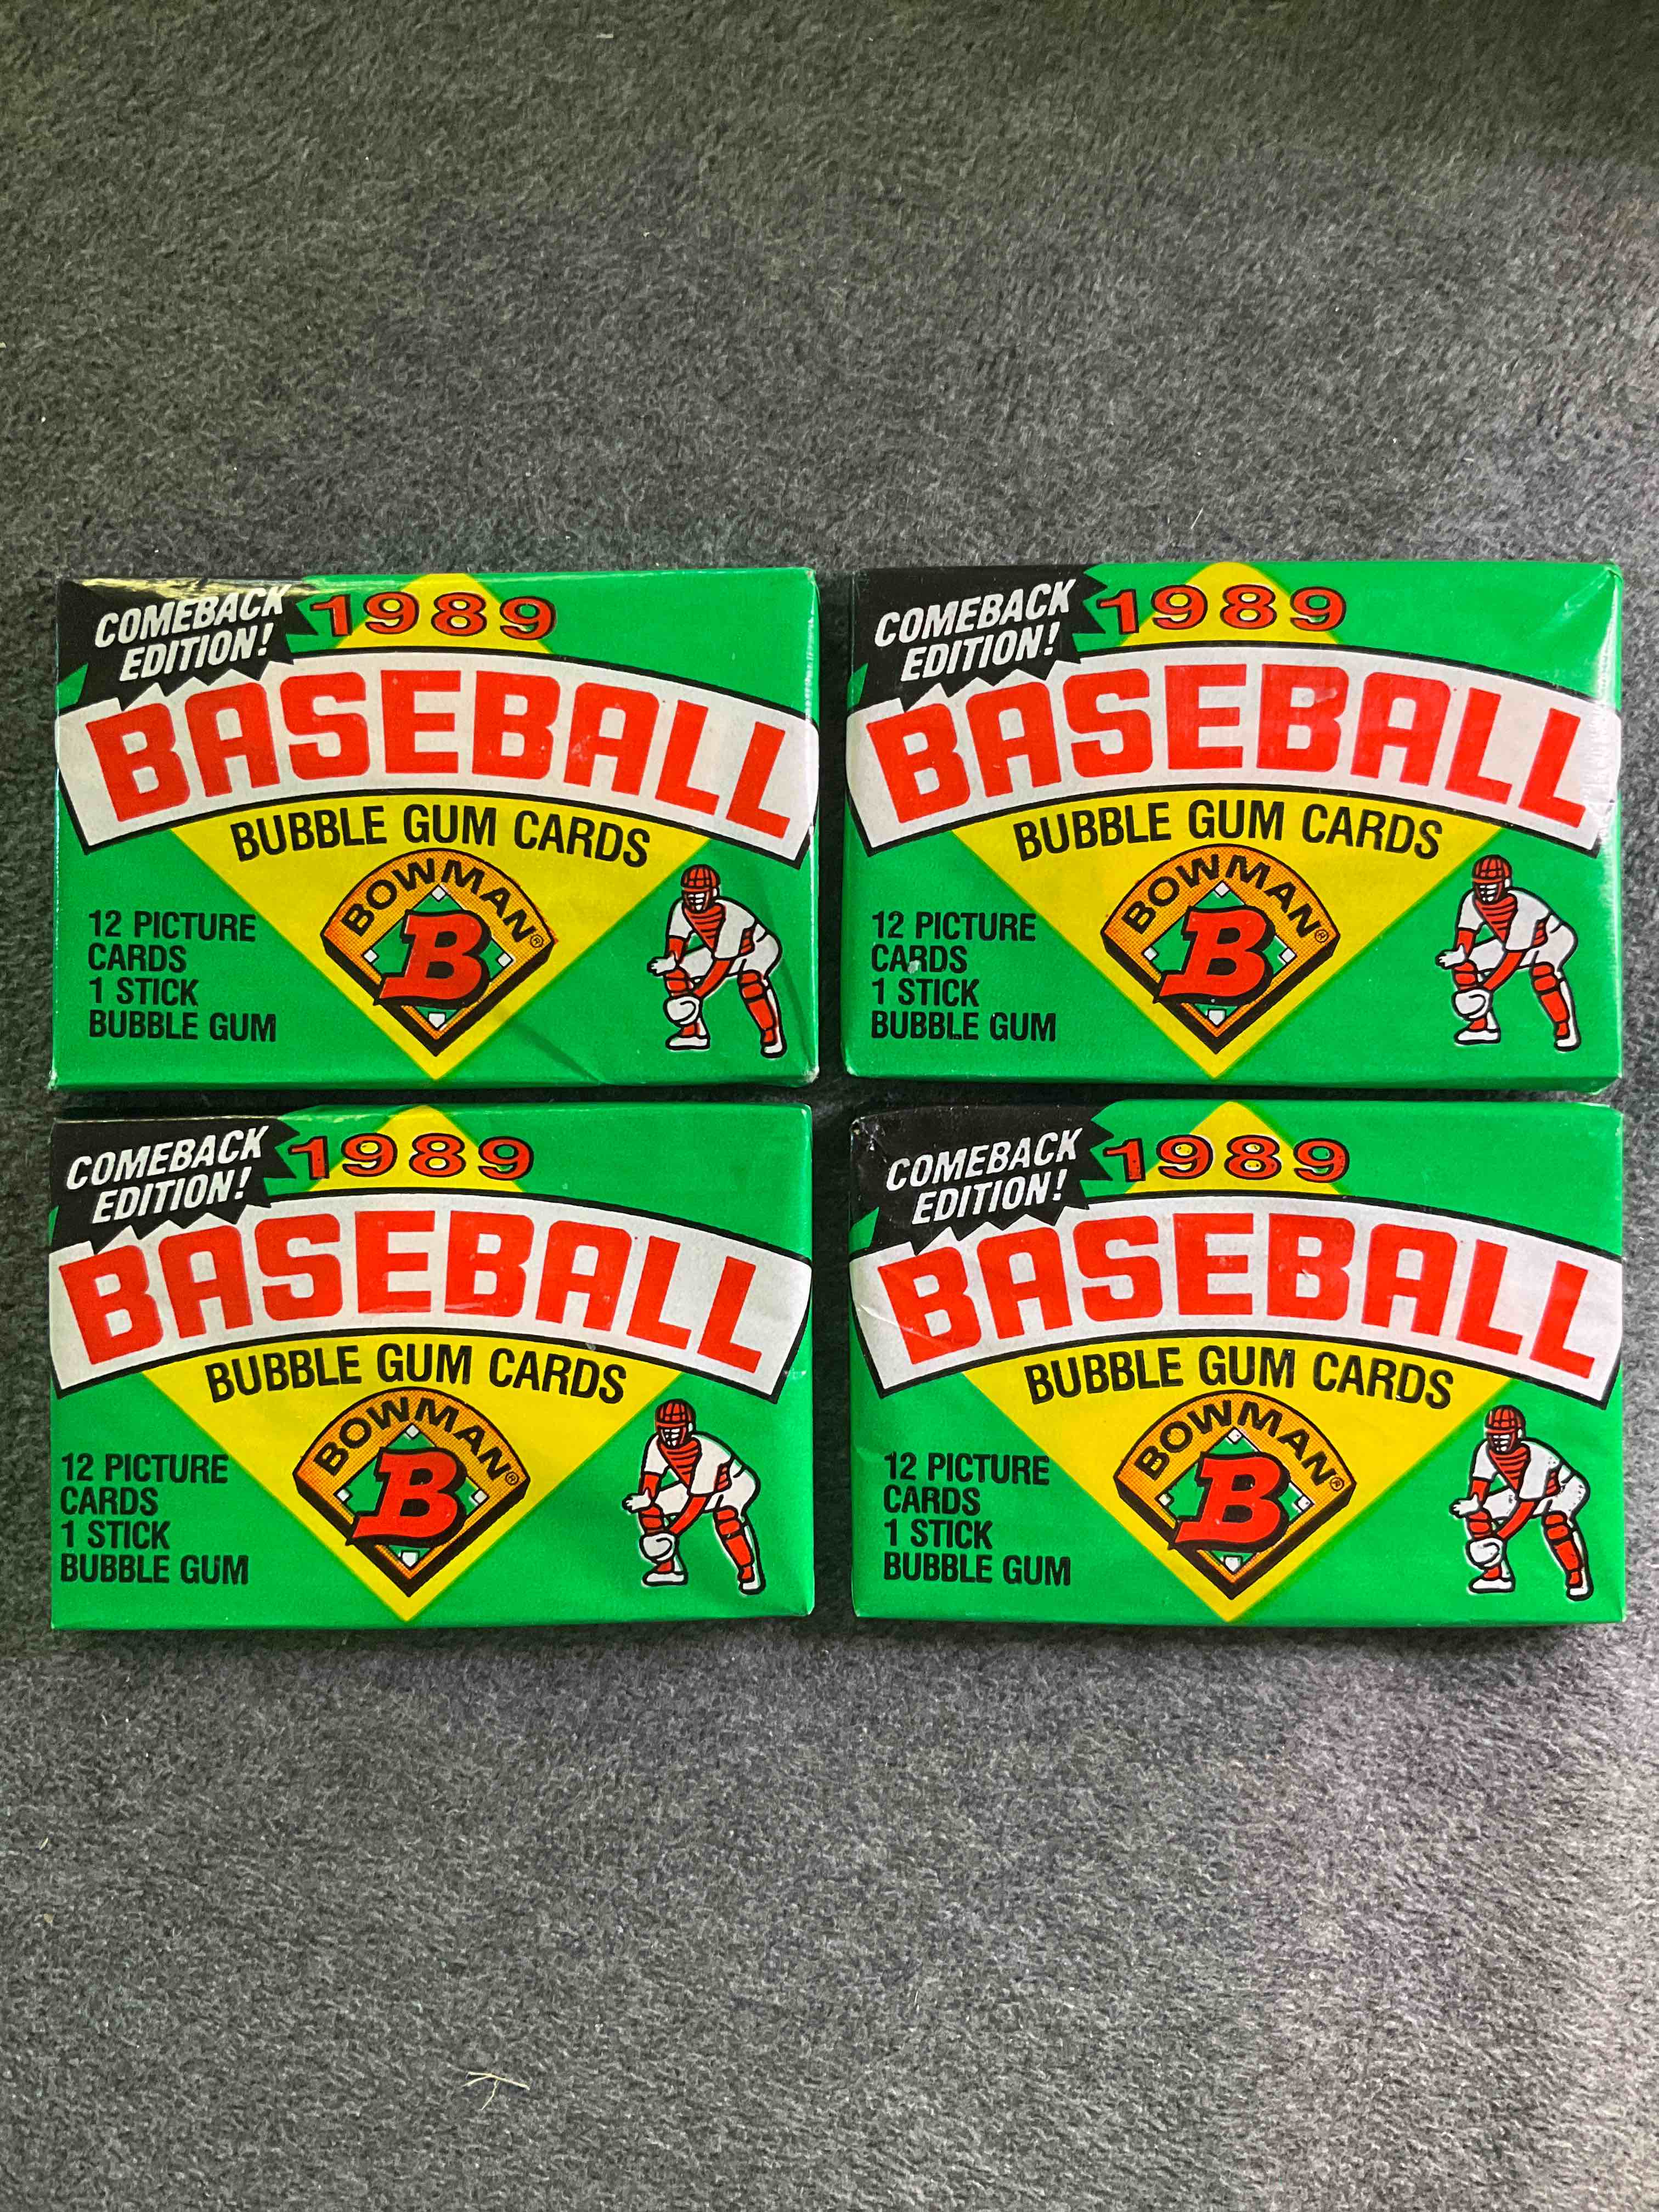 COMEBACK
EDITION!
1989
BASEBALL
BUBBLE GUM CARDS
BOWMAN®
B
12 PICTURE
CARDS
1 STICK
BUBBLE GUM
COMEBACK
EDITION!
1989
BASEBALL
BUBBLE GUM CARDS
BOWMAN®
B
12 PICTURE
CARDS
1 STICK
BUBBLE GUM
COMEBACK
EDITION!
1989
BASEBALL
BUBBLE GUM CARDS
BOWMAN®
B
12 PICTURE
CARDS
1 STICK
BUBBLE GUM
COMEBACK
EDITION!
1989
BASEBALL
BUBBLE GUM CARDS
BOWMAN®
B
12 PICTURE
CARDS
1 STICK
BUBBLE GUM